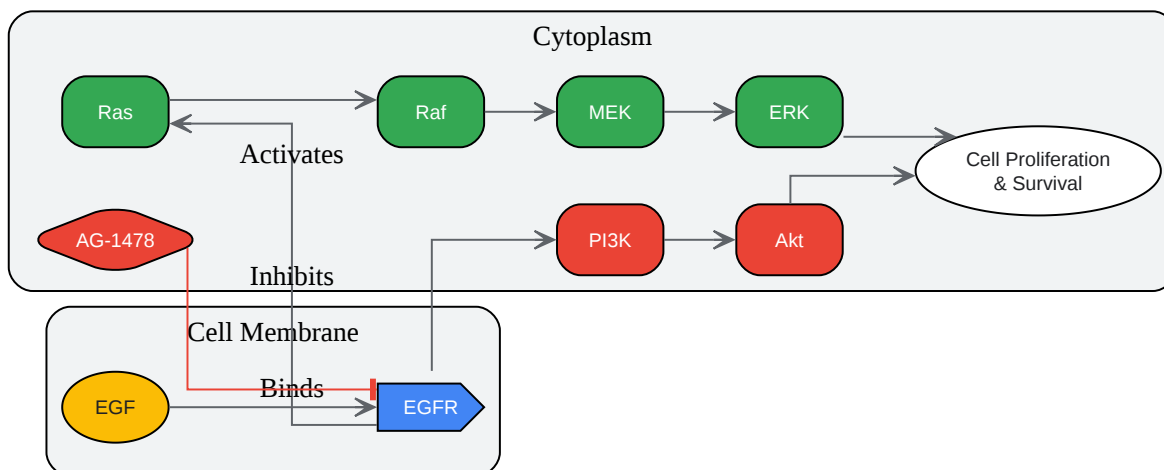 Cytoplasm
Ras
Raf
MEK
ERK
Activates
Cell Proliferation
& Survival
AG-1478
PI3K
Akt
Inhibits
Cell Membrane
Binds
EGF
EGFR